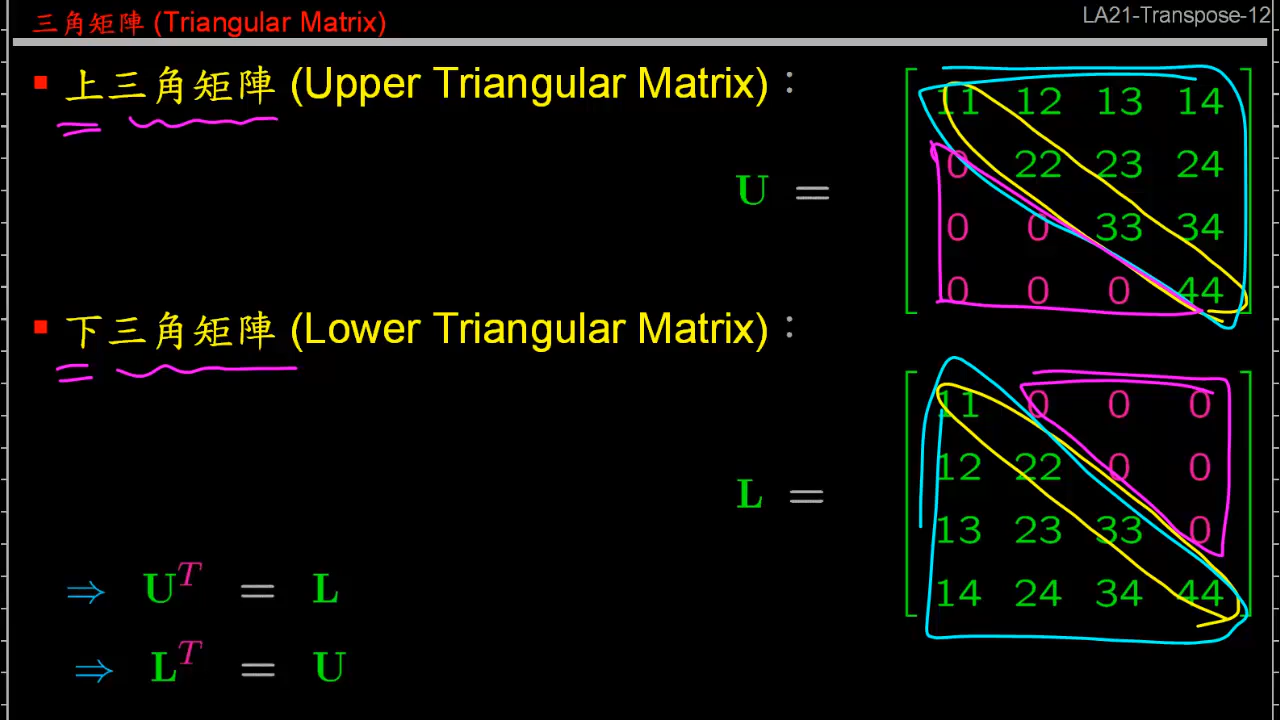 三角矩陣 (Triangular Matrix)
LA21-Transpose-12
▪ 上三角矩陣 (Upper Triangular Matrix)：
U =
11 12 13 14
0 22 23 24
0 0 33 34
0 0 0 44
▪ 下三角矩陣 (Lower Triangular Matrix)：
L =
11 0 0 0
12 22 0 0
13 23 33 0
14 24 34 44
⇒ U^T = L
⇒ L^T = U